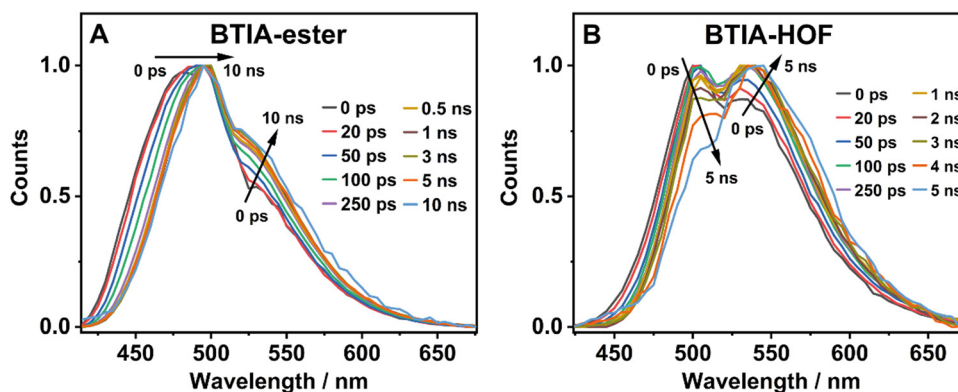 A
BTIA-ester
0 ps
10 ns
0 ps
20 ps
50 ps
100 ps
250 ps
0.5 ns
1 ns
3 ns
5 ns
10 ns
10 ns
0 ps
Counts
1.0
0.5
0.0
450
500
550
600
650
Wavelength / nm
B
BTIA-HOF
0 ps
5 ns
0 ps
5 ns
0 ps
20 ps
50 ps
100 ps
250 ps
1 ns
2 ns
3 ns
4 ns
5 ns
Counts
1.0
0.5
0.0
450
500
550
600
650
Wavelength / nm